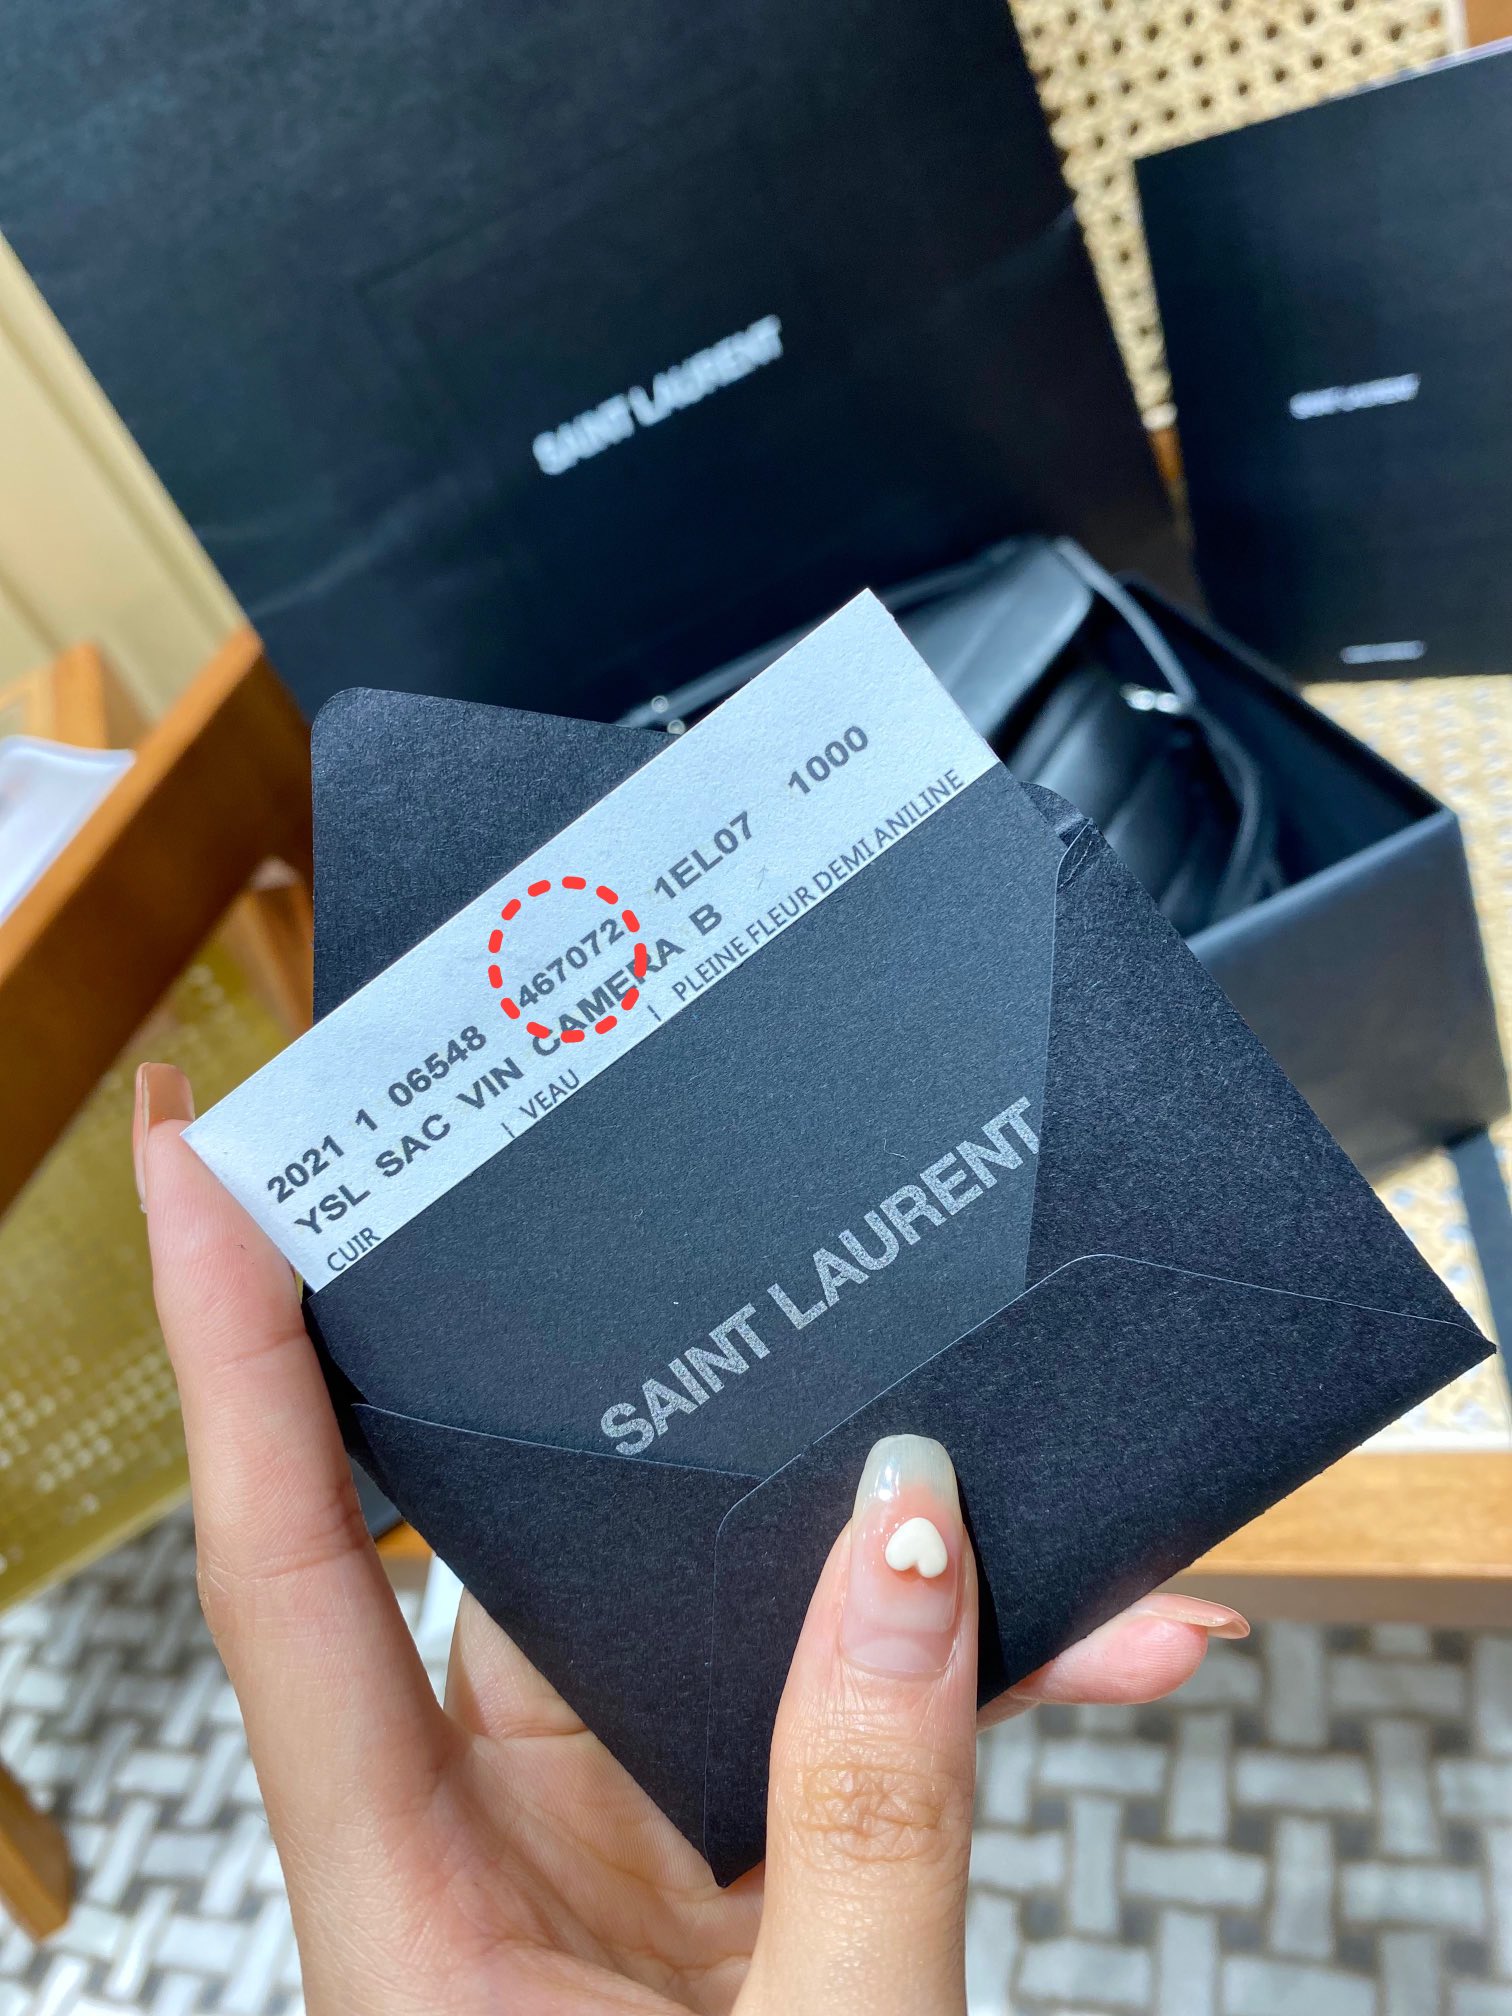 SAINT LAURENT
SAINT LAURENT
2021 1 06548 467072 1EL07 1000
YSL SAC VIN CAMERA B
CUIR | VEAU | PLEINE FLEUR DEMI ANILINE
SAINT LAURENT